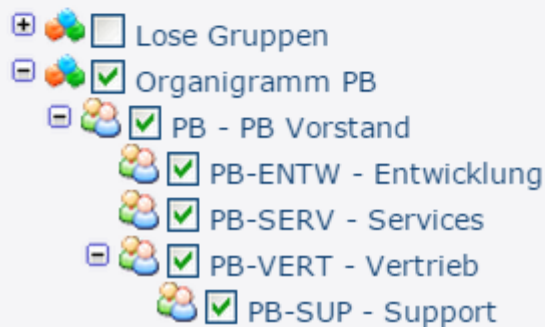 Lose Gruppen
Organigramm PB
PB - PB Vorstand
PB-ENTW - Entwicklung
PB-SERV - Services
PB-VERT - Vertrieb
PB-SUP - Support